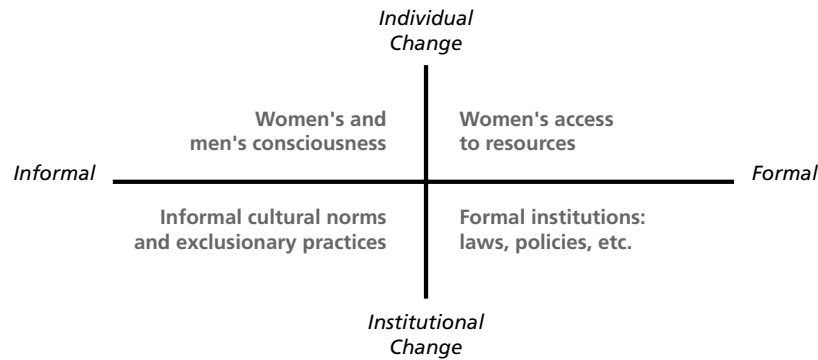 Individual
Change
Women's and
men's consciousness
Women's access
to resources
Informal
Formal
Informal cultural norms
and exclusionary practices
Formal institutions:
laws, policies, etc.
Institutional
Change